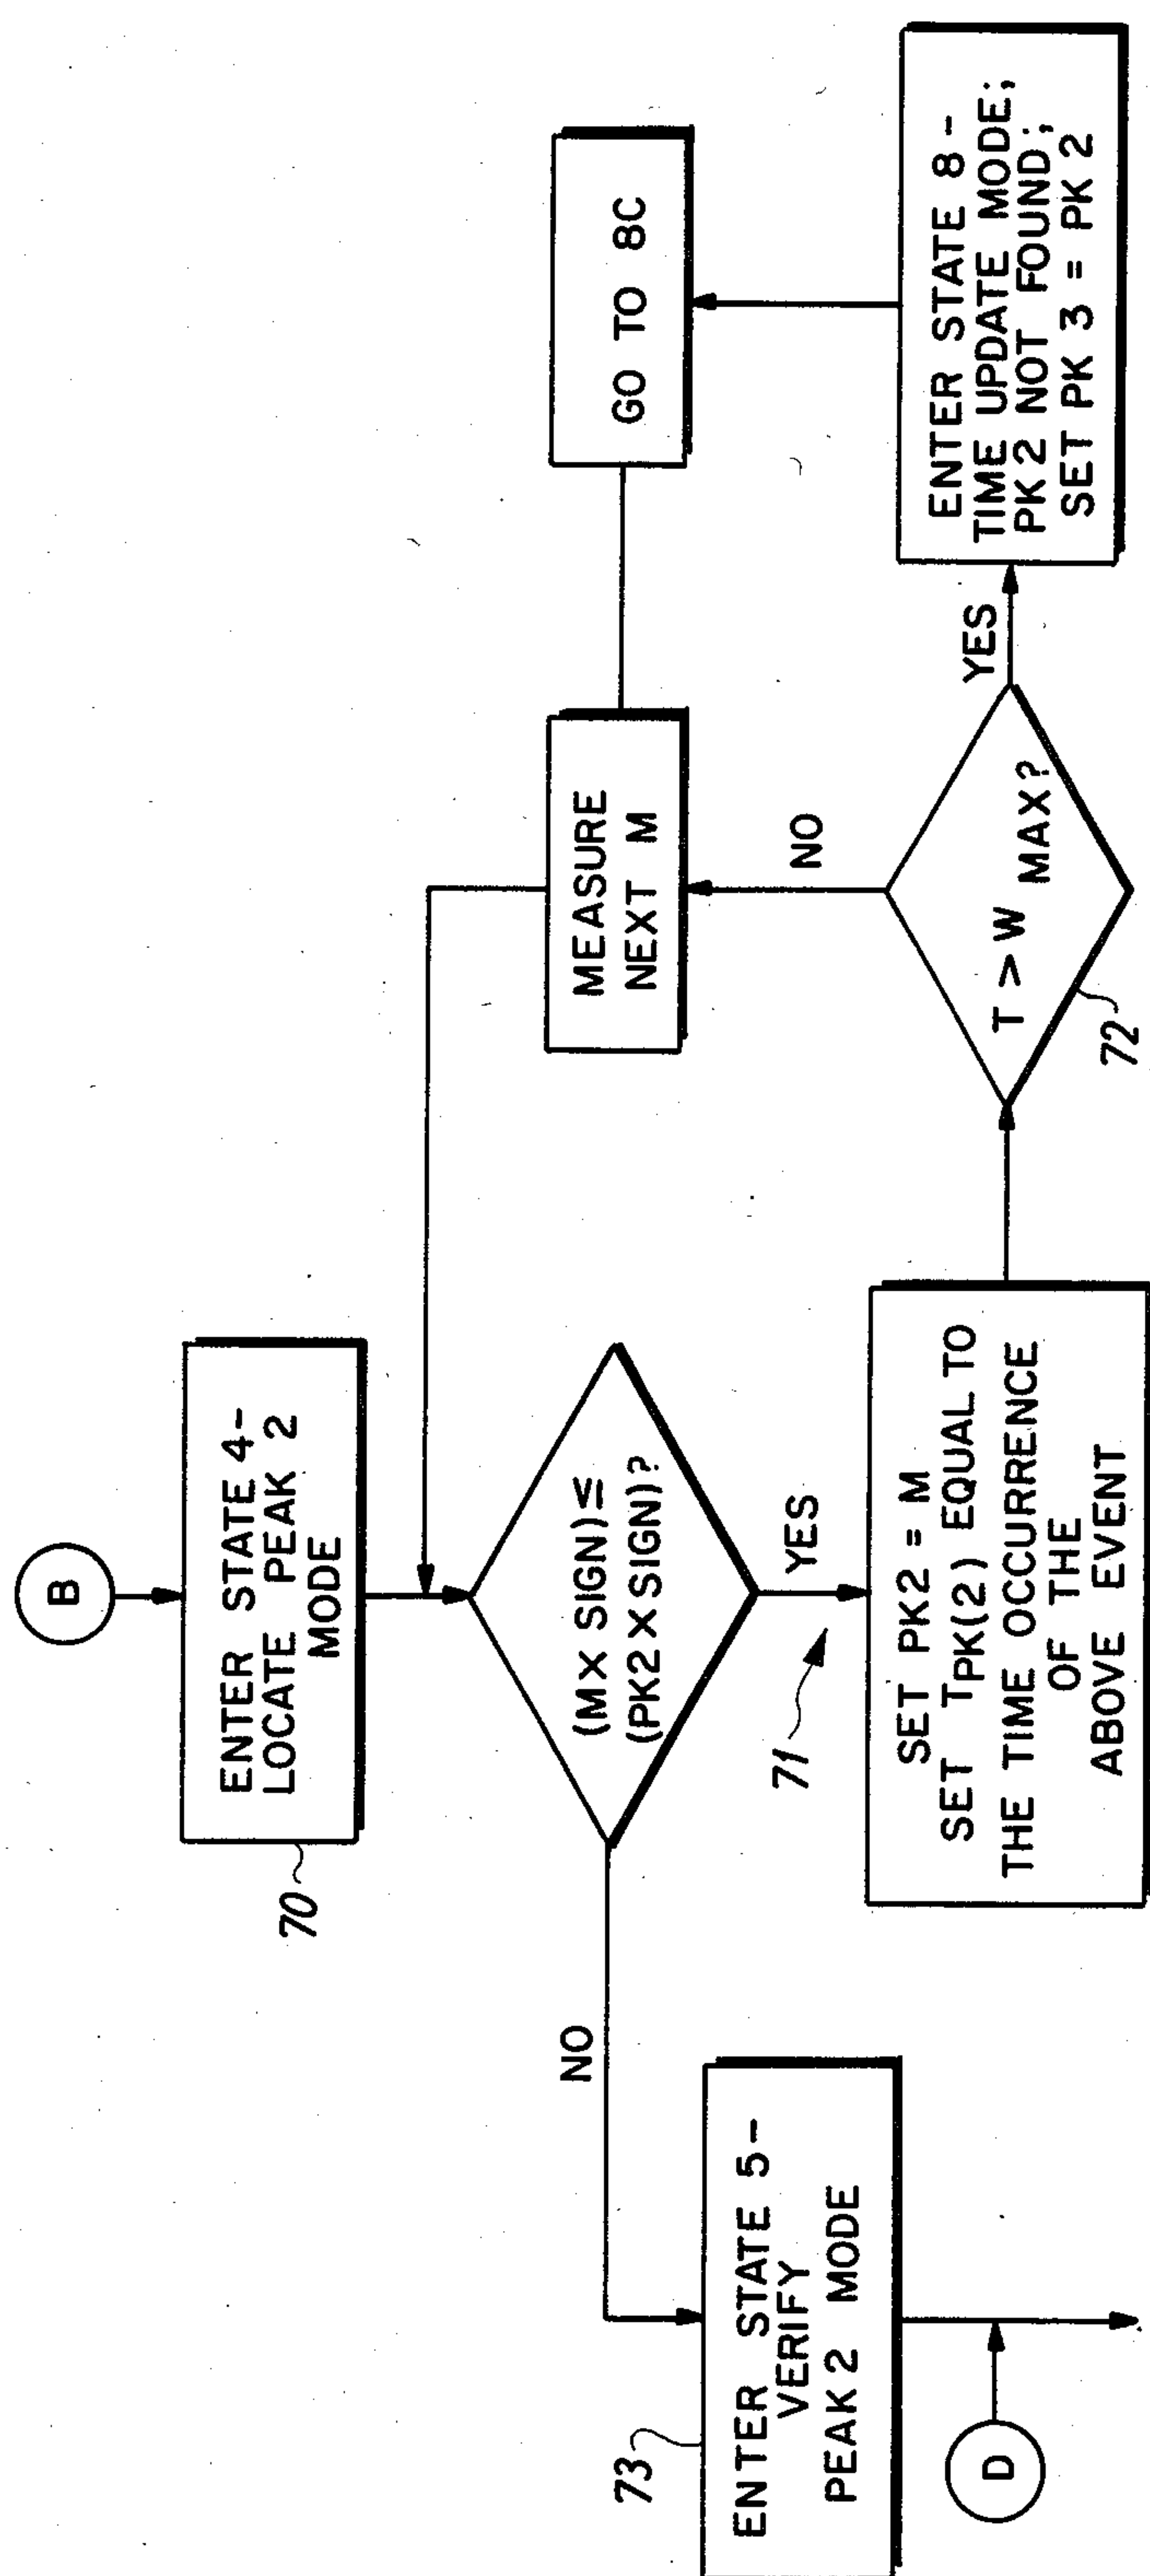 B
ENTER STATE 4-
LOCATE PEAK 2
MODE
70
(M X SIGN) ≤
(PK2 X SIGN)?
NO
YES
71
SET PK2 = M
SET TPK(2) EQUAL TO
THE TIME OCCURRENCE
OF THE
ABOVE EVENT
T > W MAX?
72
NO
YES
MEASURE
NEXT M
GO TO 8C
ENTER STATE 8-
TIME UPDATE MODE;
PK2 NOT FOUND;
SET PK 3 = PK 2
73
ENTER STATE 5-
VERIFY
PEAK 2 MODE
D